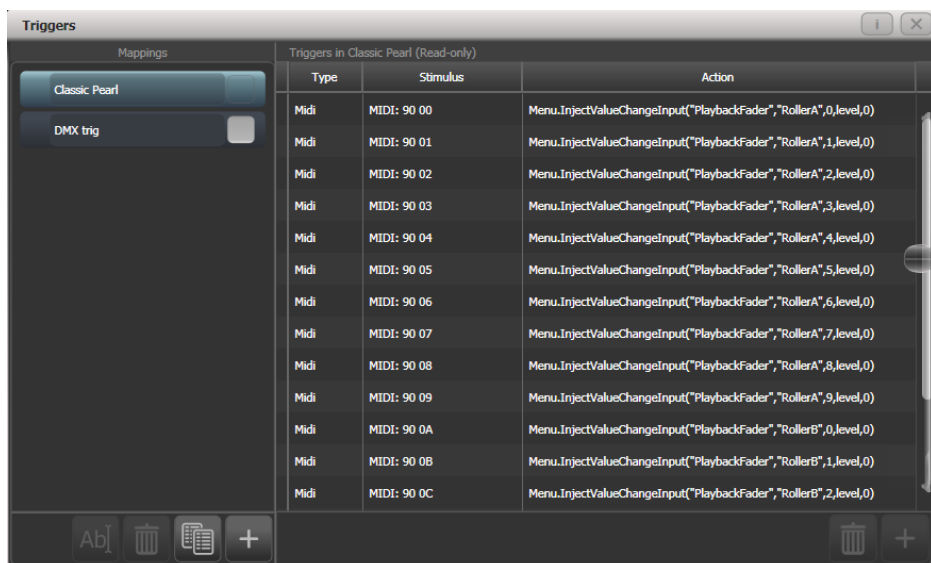 Triggers
Mappings
Triggers in Classic Pearl (Read-only)
Classic Pearl
DMX trig
Type Stimulus Action
Midi MIDI: 90 00 Menu.InjectValueChangeInput("PlaybackFader","RollerA",0,level,0)
Midi MIDI: 90 01 Menu.InjectValueChangeInput("PlaybackFader","RollerA",1,level,0)
Midi MIDI: 90 02 Menu.InjectValueChangeInput("PlaybackFader","RollerA",2,level,0)
Midi MIDI: 90 03 Menu.InjectValueChangeInput("PlaybackFader","RollerA",3,level,0)
Midi MIDI: 90 04 Menu.InjectValueChangeInput("PlaybackFader","RollerA",4,level,0)
Midi MIDI: 90 05 Menu.InjectValueChangeInput("PlaybackFader","RollerA",5,level,0)
Midi MIDI: 90 06 Menu.InjectValueChangeInput("PlaybackFader","RollerA",6,level,0)
Midi MIDI: 90 07 Menu.InjectValueChangeInput("PlaybackFader","RollerA",7,level,0)
Midi MIDI: 90 08 Menu.InjectValueChangeInput("PlaybackFader","RollerA",8,level,0)
Midi MIDI: 90 09 Menu.InjectValueChangeInput("PlaybackFader","RollerA",9,level,0)
Midi MIDI: 90 0A Menu.InjectValueChangeInput("PlaybackFader","RollerB",0,level,0)
Midi MIDI: 90 0B Menu.InjectValueChangeInput("PlaybackFader","RollerB",1,level,0)
Midi MIDI: 90 0C Menu.InjectValueChangeInput("PlaybackFader","RollerB",2,level,0)
Ab